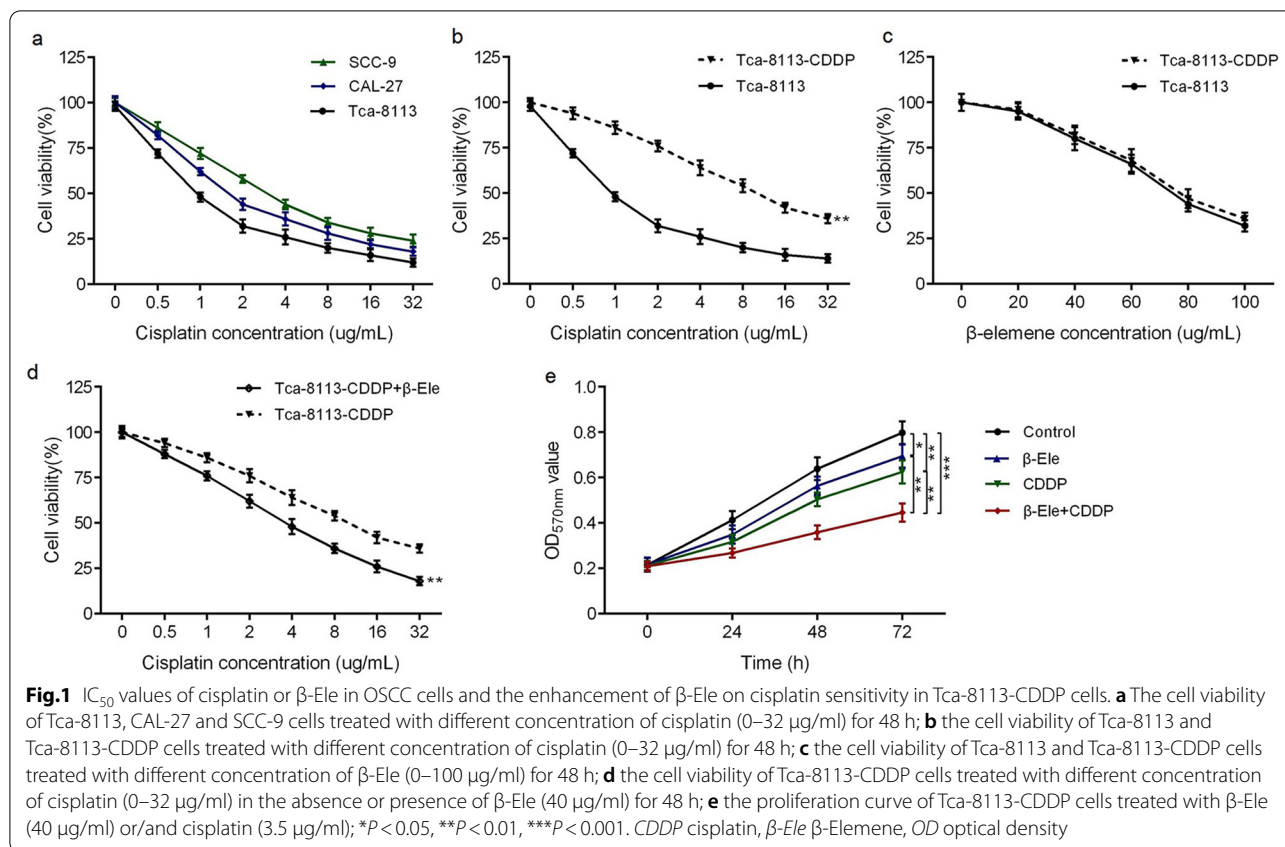 a
SCC-9
CAL-27
Tca-8113
125
100
75
50
25
0
Cell viability(%)
0 0.5 1 2 4 8 16 32
Cisplatin concentration (ug/mL)
b
Tca-8113-CDDP
Tca-8113
125
100
75
50
25
0
Cell viability(%)
**
0 0.5 1 2 4 8 16 32
Cisplatin concentration (ug/mL)
c
Tca-8113-CDDP
Tca-8113
125
100
75
50
25
0
Cell viability(%)
0 20 40 60 80 100
β-elemene concentration (ug/mL)
d
Tca-8113-CDDP+β-Ele
Tca-8113-CDDP
125
100
75
50
25
0
Cell viability(%)
**
0 0.5 1 2 4 8 16 32
Cisplatin concentration (ug/mL)
e
1.0
0.8
0.6
0.4
0.2
0.0
OD570nm value
* ** ***
** **
0 24 48 72
Time (h)
Control
β-Ele
CDDP
β-Ele+CDDP
Fig.1 IC50 values of cisplatin or β-Ele in OSCC cells and the enhancement of β-Ele on cisplatin sensitivity in Tca-8113-CDDP cells. a The cell viability
of Tca-8113, CAL-27 and SCC-9 cells treated with different concentration of cisplatin (0–32 μg/ml) for 48 h; b the cell viability of Tca-8113 and
Tca-8113-CDDP cells treated with different concentration of cisplatin (0–32 μg/ml) for 48 h; c the cell viability of Tca-8113 and Tca-8113-CDDP cells
treated with different concentration of β-Ele (0–100 μg/ml) for 48 h; d the cell viability of Tca-8113-CDDP cells treated with different concentration
of cisplatin (0–32 μg/ml) in the absence or presence of β-Ele (40 μg/ml) for 48 h; e the proliferation curve of Tca-8113-CDDP cells treated with β-Ele
(40 μg/ml) or/and cisplatin (3.5 μg/ml); *P < 0.05, **P < 0.01, ***P < 0.001. CDDP cisplatin, β-Ele β-Elemene, OD optical density